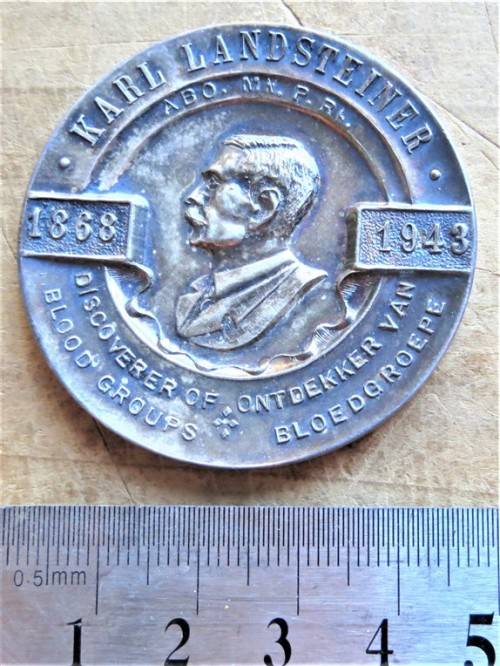 · KARL LANDSTEINER ·
ABO. MN. P. Rh.
1868
1943
DISCOVERER OF
BLOOD GROUPS
ONTDEKKER VAN
BLOEDGROEPE
0.5mm
1 2 3 4 5